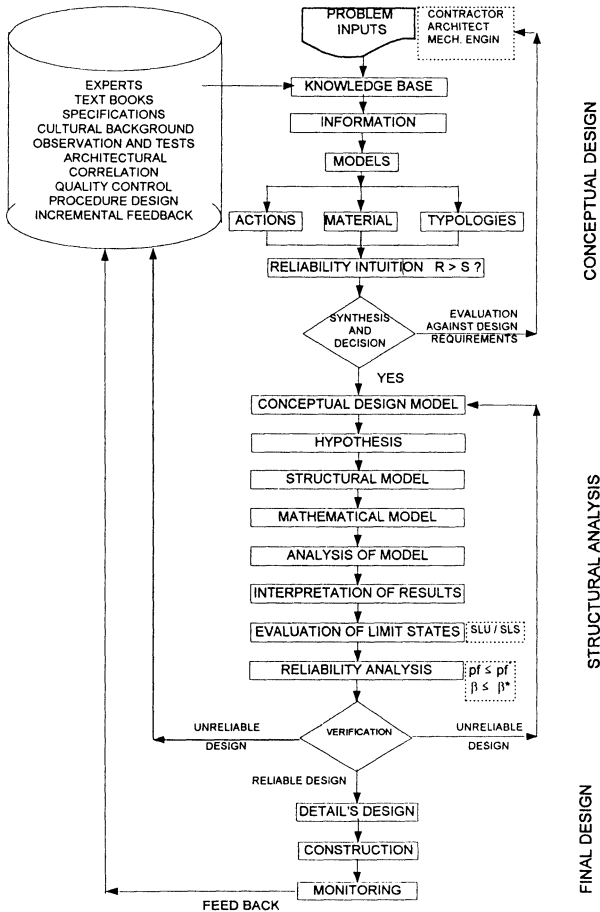 PROBLEM
INPUTS
CONTRACTOR
ARCHITECT
MECH. ENGIN
EXPERTS
TEXT BOOKS
SPECIFICATIONS
CULTURAL BACKGROUND
OBSERVATION AND TESTS
ARCHITECTURAL
CORRELATION
QUALITY CONTROL
PROCEDURE DESIGN
INCREMENTAL FEEDBACK
KNOWLEDGE BASE
INFORMATION
MODELS
ACTIONS
MATERIAL
TYPOLOGIES
RELIABILITY INTUITION R > S ?
SYNTHESIS
AND
DECISION
EVALUATION
AGAINST DESIGN
REQUIREMENTS
CONCEPTUAL DESIGN
YES
CONCEPTUAL DESIGN MODEL
HYPOTHESIS
STRUCTURAL MODEL
MATHEMATICAL MODEL
ANALYSIS OF MODEL
INTERPRETATION OF RESULTS
EVALUATION OF LIMIT STATES
SLU / SLS
RELIABILITY ANALYSIS
pf ≤ pf*
β ≤ β*
STRUCTURAL ANALYSIS
VERIFICATION
UNRELIABLE
DESIGN
UNRELIABLE
DESIGN
RELIABLE DESIGN
DETAIL'S DESIGN
CONSTRUCTION
MONITORING
FEED BACK
FINAL DESIGN